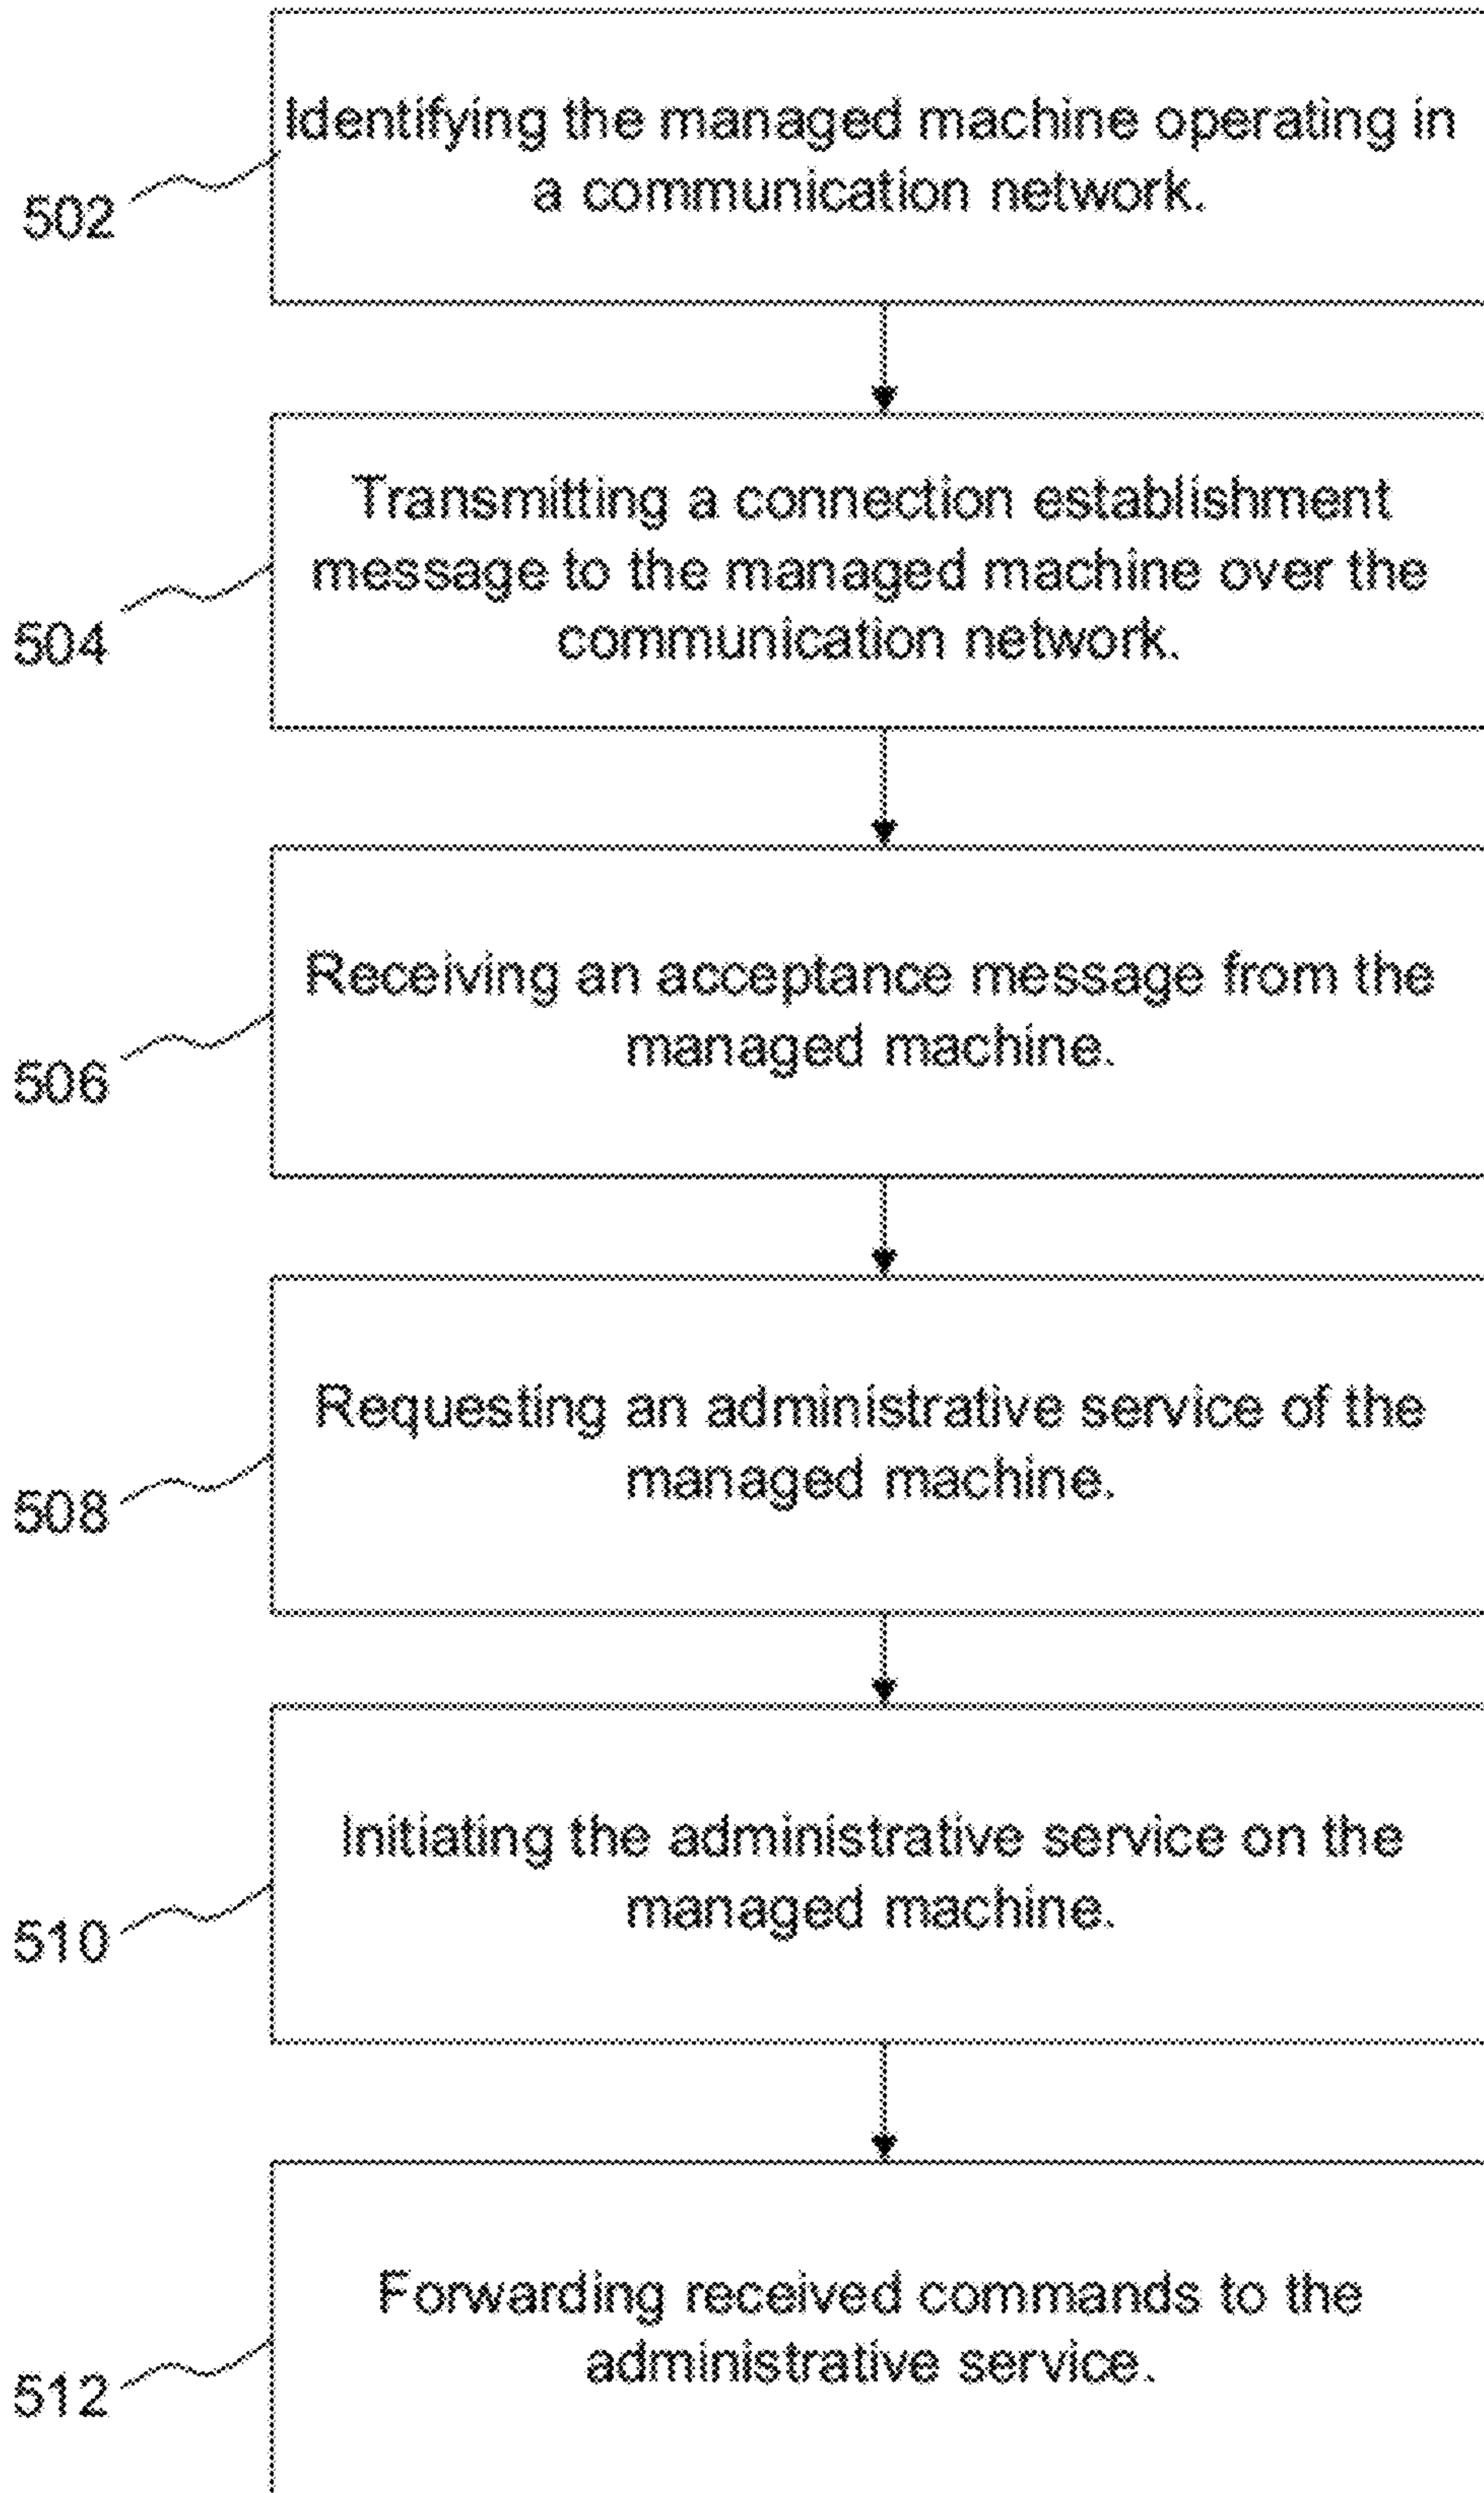 Identifying the managed machine operating in
a communication network.
502
Transmitting a connection establishment
message to the managed machine over the
communication network.
504
Receiving an acceptance message from the
managed machine.
506
Requesting an administrative service of the
managed machine.
508
Initiating the administrative service on the
managed machine.
510
Forwarding received commands to the
administrative service.
512